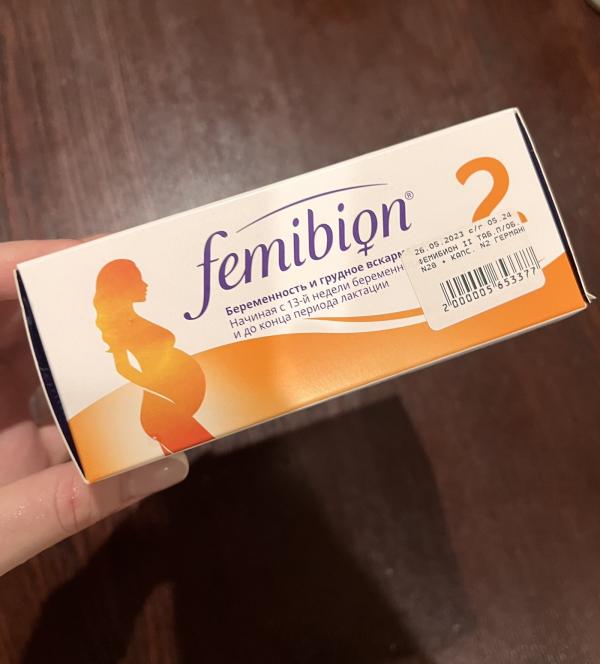 femibion®
2
Беременность и грудное вскарм
Начиная с 13-й недели беременн
и до конца периода лактации
26.05.2023 с/г 05.24
ФЕМИБИОН II ТАБ.П/ОБ.
N28 + КАПС. N2 ГЕРМАН
2000005653377